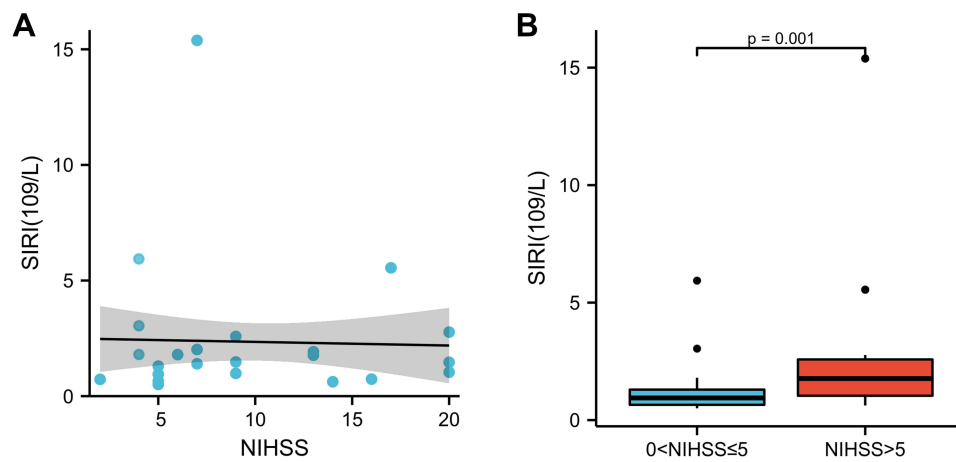 A
SIRI(109/L)
15
10
5
0
5
10
15
20
NIHSS
B
p = 0.001
SIRI(109/L)
15
10
5
0
0<NIHSS≤5
NIHSS>5